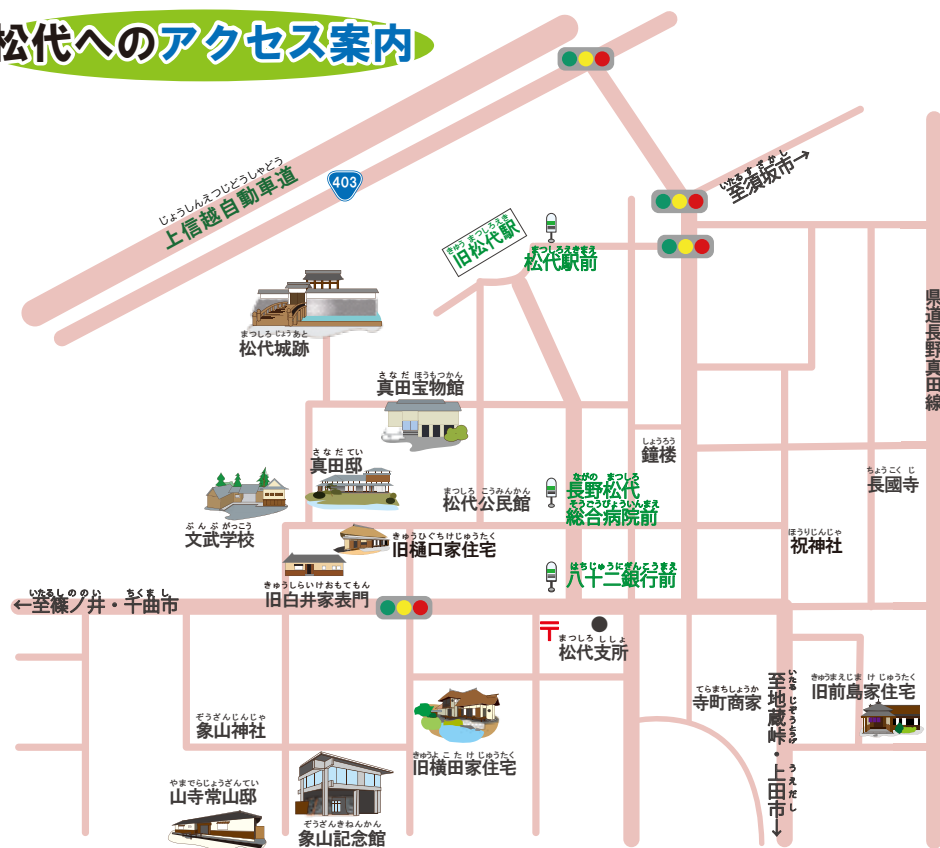 松代へのアクセス案内
じょうしんえつじどうしゃどう
上信越自動車道
403
いたるすざかし
至須坂市→
きゅう まつしろえき
旧松代駅
まつしろえきまえ
松代駅前
県道長野真田線
まつしろ じょう あと
松代城跡
さなだ ほうもつかん
真田宝物館
しょうろう
鐘楼
さなだ てい
真田邸
ちょうこく じ
長國寺
まつしろ こうみんかん
松代公民館
ながの まつしろ
長野松代
そうごうびょういんまえ
総合病院前
ぶんぶ がっこう
文武学校
きゅうひぐちけじゅうたく
旧樋口家住宅
ほうりじんじゃ
祝神社
はちじゅうにぎんこうまえ
八十二銀行前
きゅうしらいけおもてもん
旧白井家表門
いたるしののい ちくまし
←至篠ノ井・千曲市
〒
まつしろ ししょ
松代支所
てらまちしょうか
寺町商家
いたる じぞうとうげ うえだし
至地蔵峠・上田市→
きゅうまえじま け じゅうたく
旧前島家住宅
ぞうざんじんじゃ
象山神社
きゅうよこた け じゅうたく
旧横田家住宅
やまでらじょうざんてい
山寺常山邸
ぞうざんきねんかん
象山記念館